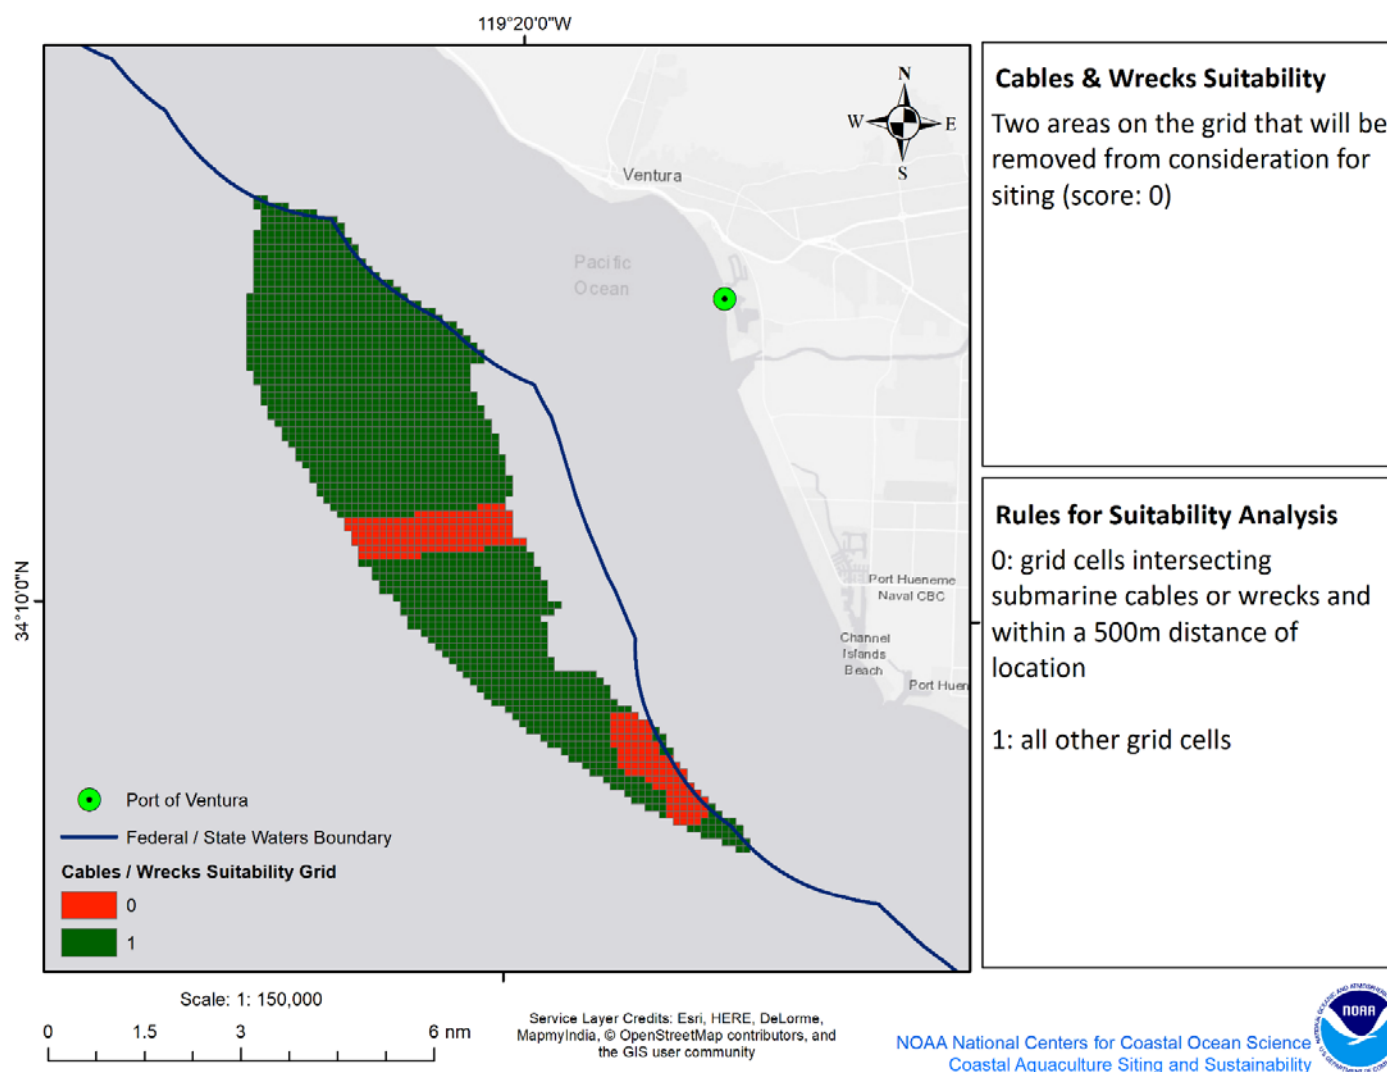 119°20'0"W
N
W
E
S
Ventura
Pacific
Ocean
34°10'0"N
Port Hueneme
Naval CBC
Channel
Islands
Beach
Port Huen
Port of Ventura
Federal / State Waters Boundary
Cables / Wrecks Suitability Grid
0
1
Cables & Wrecks Suitability
Two areas on the grid that will be
removed from consideration for
siting (score: 0)
Rules for Suitability Analysis
0: grid cells intersecting
submarine cables or wrecks and
within a 500m distance of
location
1: all other grid cells
Scale: 1: 150,000
0 1.5 3 6 nm
Service Layer Credits: Esri, HERE, DeLorme,
MapmyIndia, © OpenStreetMap contributors, and
the GIS user community
NOAA National Centers for Coastal Ocean Science
Coastal Aquaculture Siting and Sustainability
NOAA